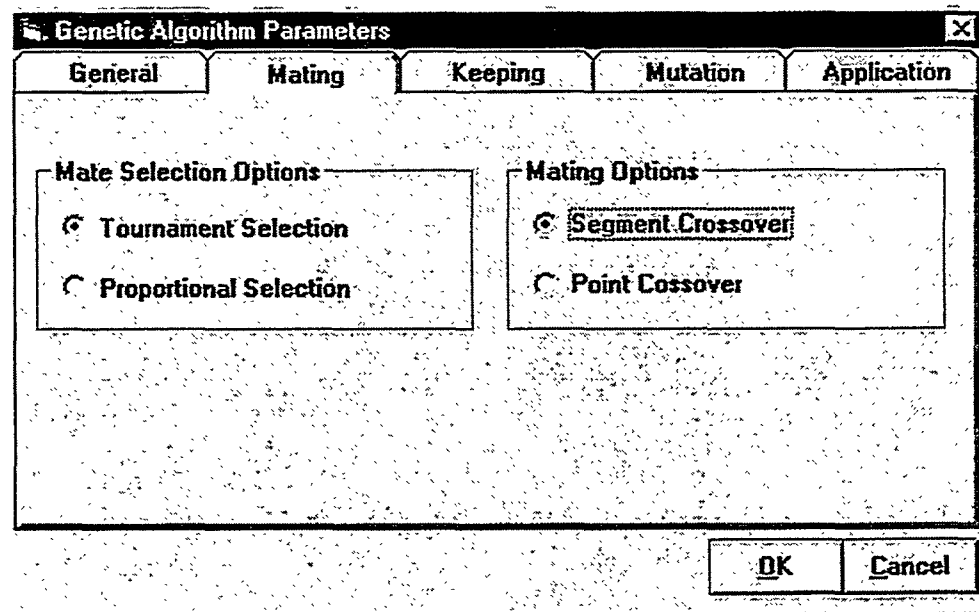 Genetic Algorithm Parameters
General Mating Keeping Mutation Application
Mate Selection Options
Tournament Selection
Proportional Selection
Mating Options
Segment Crossover
Point Cossover
OK Cancel